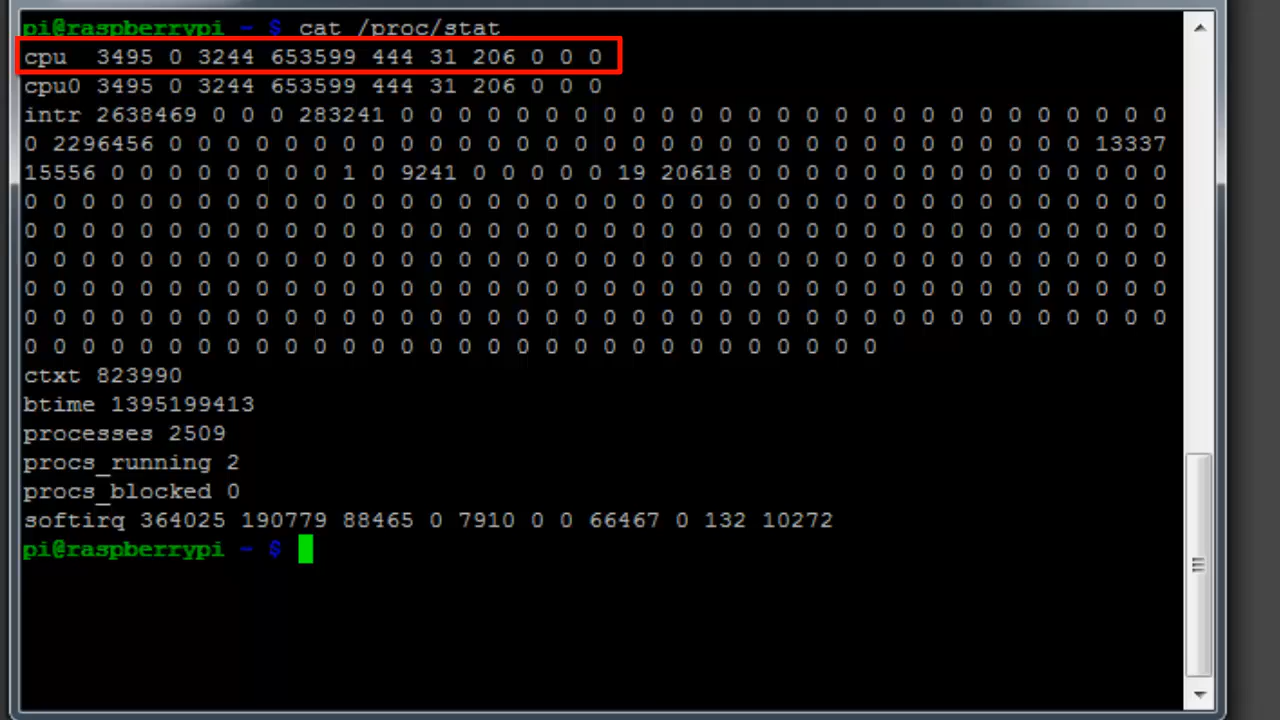 pi@raspberrypi ~ $ cat /proc/stat
cpu  3495 0 3244 653599 444 31 206 0 0 0
cpu0 3495 0 3244 653599 444 31 206 0 0 0
intr 2638469 0 0 0 283241 0 0 0 0 0 0 0 0 0 0 0 0 0 0 0 0 0 0 0 0 0 0 0 0 0 0 0
0 2296456 0 0 0 0 0 0 0 0 0 0 0 0 0 0 0 0 0 0 0 0 0 0 0 0 0 0 0 0 0 0 0 0 13337
15556 0 0 0 0 0 0 0 0 1 0 9241 0 0 0 0 0 19 20618 0 0 0 0 0 0 0 0 0 0 0 0 0 0 0
0 0 0 0 0 0 0 0 0 0 0 0 0 0 0 0 0 0 0 0 0 0 0 0 0 0 0 0 0 0 0 0 0 0 0 0 0 0 0 0
0 0 0 0 0 0 0 0 0 0 0 0 0 0 0 0 0 0 0 0 0 0 0 0 0 0 0 0 0 0 0 0 0 0 0 0 0 0 0 0
0 0 0 0 0 0 0 0 0 0 0 0 0 0 0 0 0 0 0 0 0 0 0 0 0 0 0 0 0 0 0 0 0 0 0 0 0 0 0 0
0 0 0 0 0 0 0 0 0 0 0 0 0 0 0 0 0 0 0 0 0 0 0 0 0 0 0 0 0 0 0 0 0 0 0 0 0 0 0 0
0 0 0 0 0 0 0 0 0 0 0 0 0 0 0 0 0 0 0 0 0 0 0 0 0 0 0 0 0 0 0 0 0 0 0 0 0 0 0 0
0 0 0 0 0 0 0 0 0 0 0 0 0 0 0 0 0 0 0 0 0 0 0 0 0 0 0 0 0 0
ctxt 823990
btime 1395199413
processes 2509
procs_running 2
procs_blocked 0
softirq 364025 190779 88465 0 7910 0 0 66467 0 132 10272
pi@raspberrypi ~ $